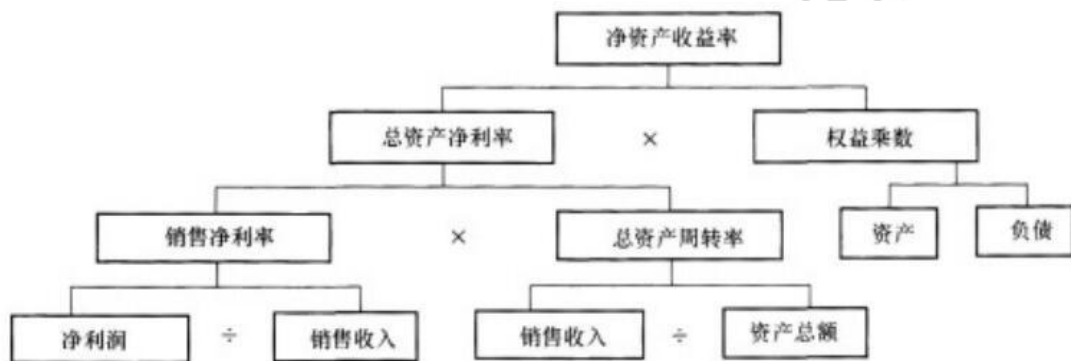 净资产收益率
总资产净利率 × 权益乘数
销售净利率 × 总资产周转率 资产 负债
净利润 ÷ 销售收入 销售收入 ÷ 资产总额